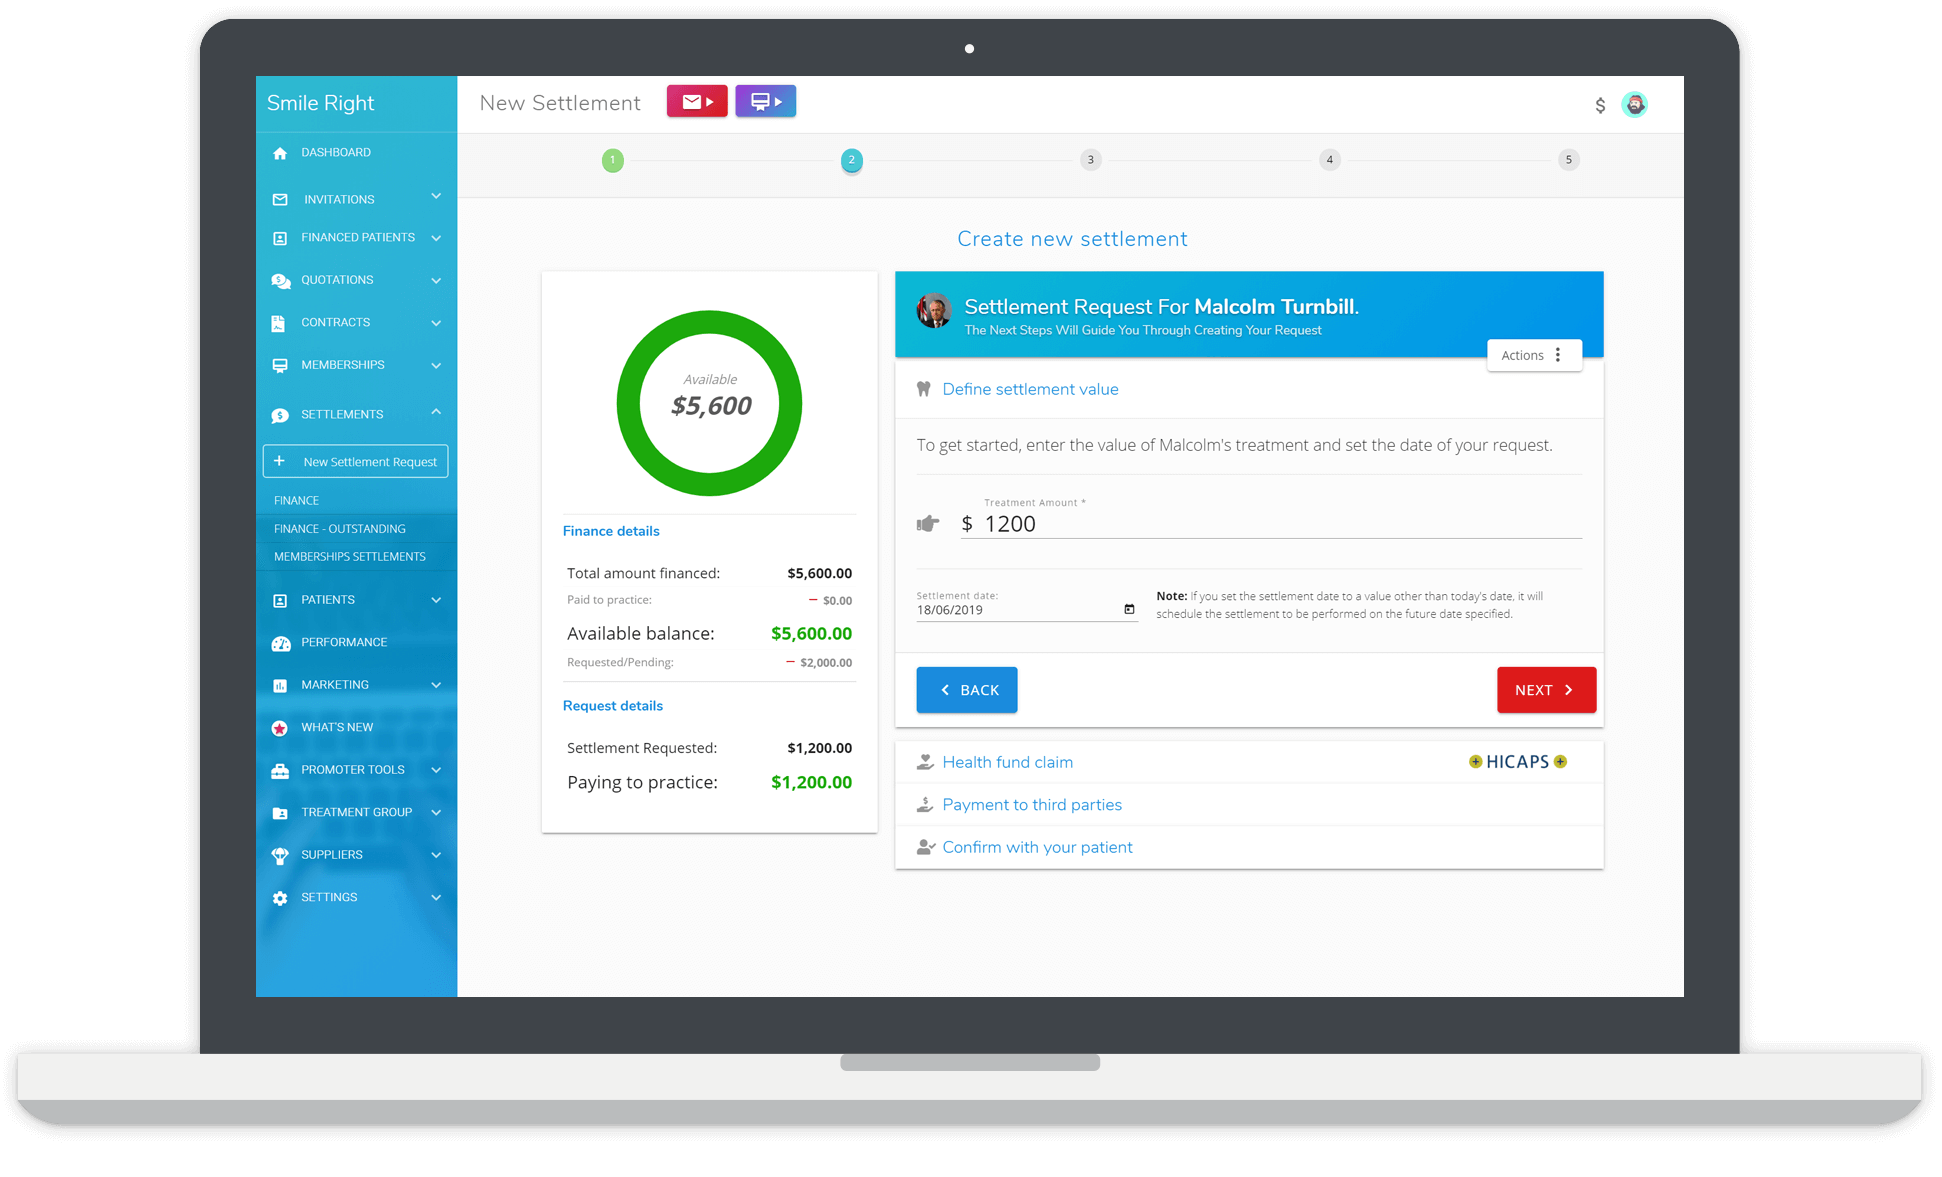 Smile Right
New Settlement
$
DASHBOARD
INVITATIONS
FINANCED PATIENTS
QUOTATIONS
CONTRACTS
MEMBERSHIPS
SETTLEMENTS
+ New Settlement Request
FINANCE
FINANCE - OUTSTANDING
MEMBERSHIPS SETTLEMENTS
PATIENTS
PERFORMANCE
MARKETING
WHAT'S NEW
PROMOTER TOOLS
TREATMENT GROUP
SUPPLIERS
SETTINGS
1 2 3 4 5
Create new settlement
Available
$5,600
Finance details
Total amount financed: $5,600.00
Paid to practice: − $0.00
Available balance: $5,600.00
Requested/Pending: − $2,000.00
Request details
Settlement Requested: $1,200.00
Paying to practice: $1,200.00
Settlement Request For Malcolm Turnbill.
The Next Steps Will Guide You Through Creating Your Request
Actions
Define settlement value
To get started, enter the value of Malcolm's treatment and set the date of your request.
Treatment Amount *
$ 1200
Settlement date:
18/06/2019
Note: If you set the settlement date to a value other than today's date, it will
schedule the settlement to be performed on the future date specified.
BACK
NEXT
Health fund claim
HICAPS
Payment to third parties
Confirm with your patient